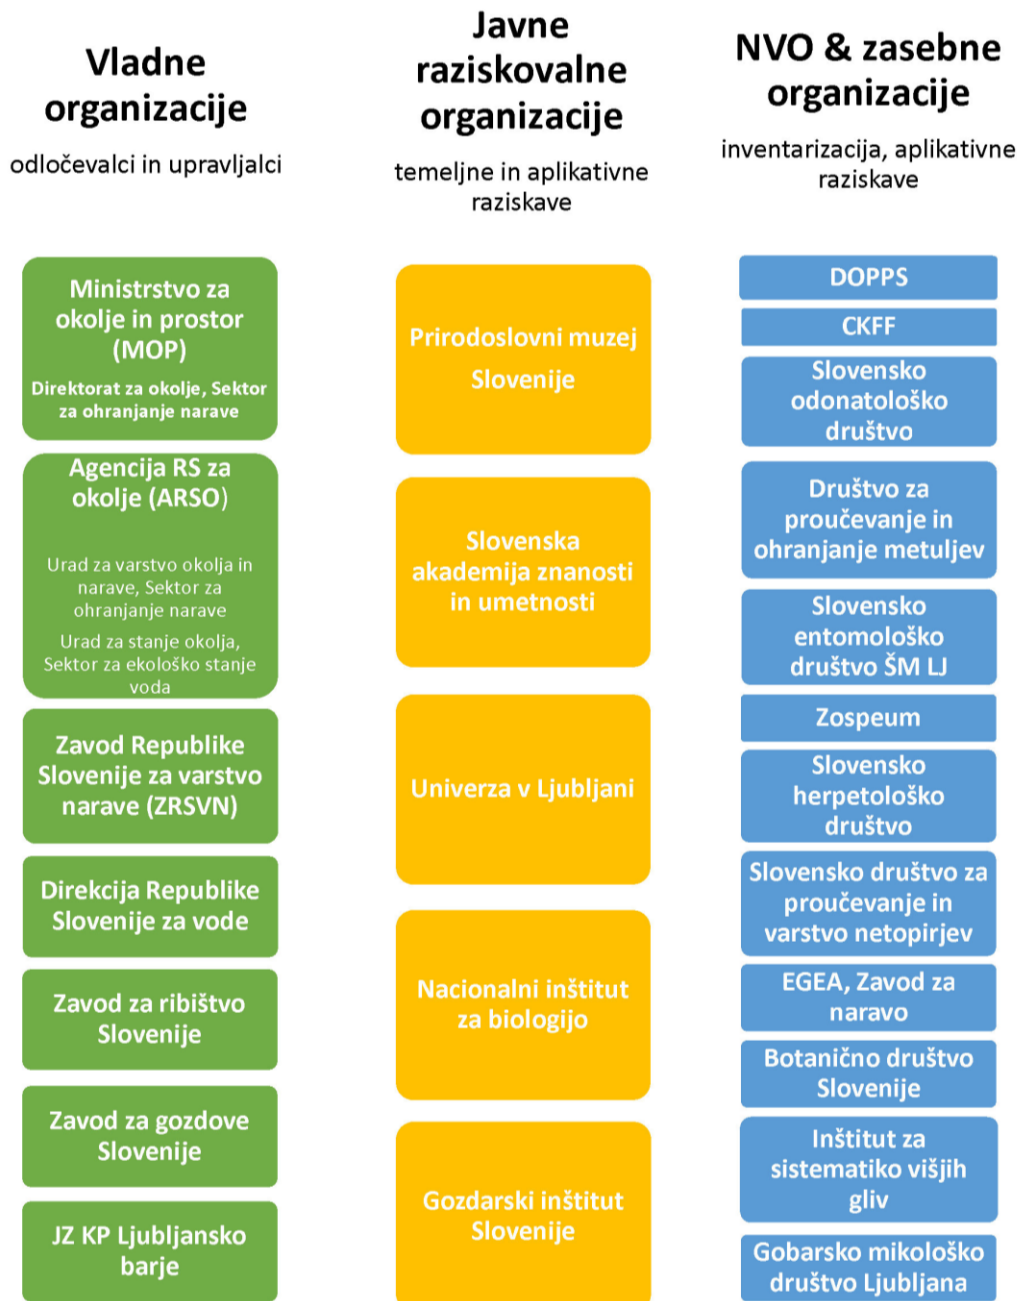 Vladne
organizacije
odločevalci in upravljalci
Ministrstvo za
okolje in prostor
(MOP)
Direktorat za okolje, Sektor
za ohranjanje narave
Agencija RS za
okolje (ARSO)
Urad za varstvo okolja in
narave, Sektor za
ohranjanje narave
Urad za stanje okolja,
Sektor za ekološko stanje
voda
Zavod Republike
Slovenije za varstvo
narave (ZRSVN)
Direkcija Republike
Slovenije za vode
Zavod za ribištvo
Slovenije
Zavod za gozdove
Slovenije
JZ KP Ljubljansko
barje
Javne
raziskovalne
organizacije
temeljne in aplikativne
raziskave
Prirodoslovni muzej
Slovenije
Slovenska
akademija znanosti
in umetnosti
Univerza v Ljubljani
Nacionalni inštitut
za biologijo
Gozdarski inštitut
Slovenije
NVO & zasebne
organizacije
inventarizacija, aplikativne
raziskave
DOPPS
CKFF
Slovensko
odonatološko
društvo
Društvo za
proučevanje in
ohranjanje metuljev
Slovensko
entomološko
društvo ŠM LJ
Zospeum
Slovensko
herpetološko
društvo
Slovensko društvo za
proučevanje in
varstvo netopirjev
EGEA, Zavod za
naravo
Botanično društvo
Slovenije
Inštitut za
sistematiko višjih
gliv
Gobarsko mikološko
društvo Ljubljana